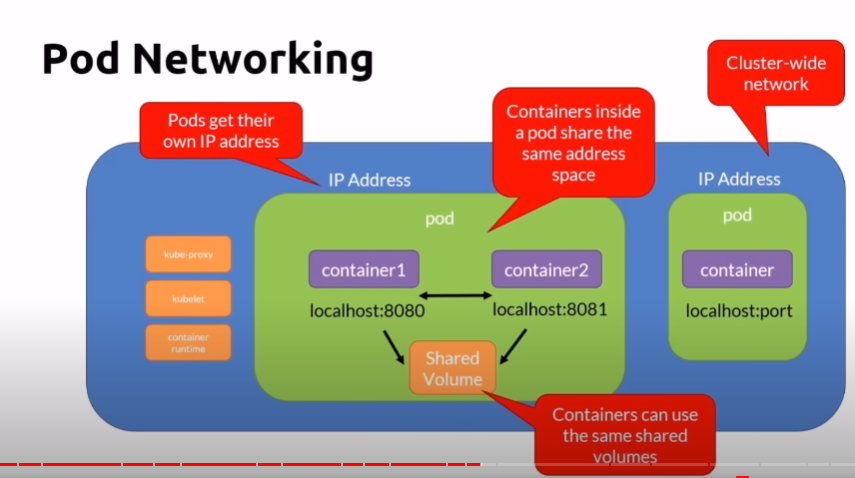 Pod Networking
Cluster-wide
network
Pods get their
own IP address
Containers inside
a pod share the
same address
space
IP Address
IP Address
pod
pod
kube-proxy
kubelet
container
runtime
container1
container2
container
localhost:8080
localhost:8081
localhost:port
Shared
Volume
Containers can use
the same shared
volumes